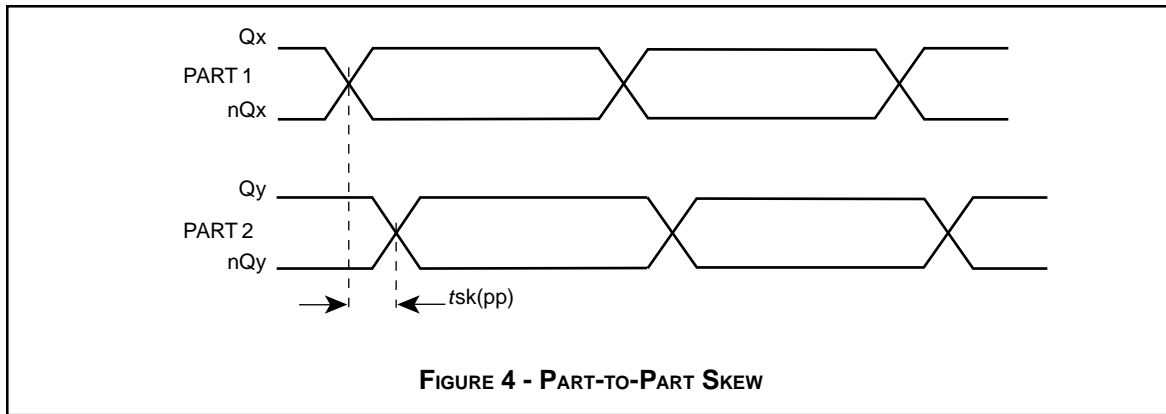 Qx
PART 1
nQx
Qy
PART 2
nQy
tsk(pp)
FIGURE 4 - PART-TO-PART SKEW